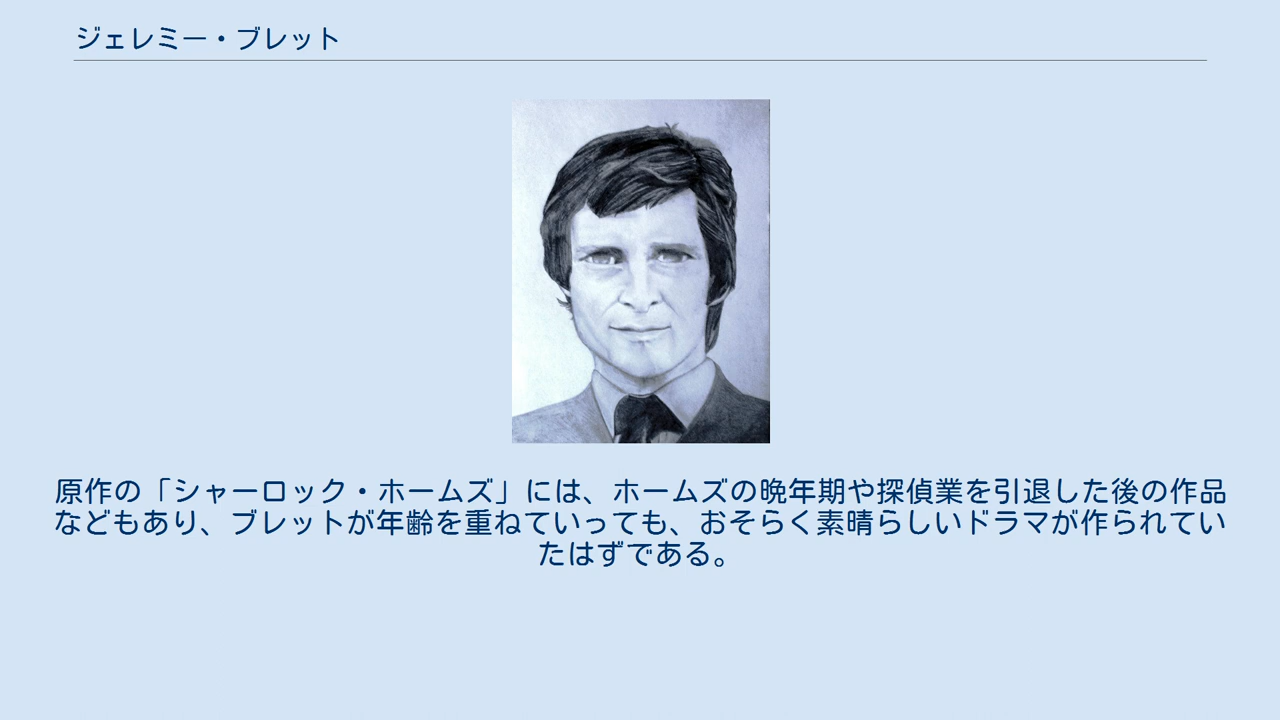 ジェレミー・ブレット
原作の「シャーロック・ホームズ」には、ホームズの晩年期や探偵業を引退した後の作品
などもあり、ブレットが年齢を重ねていっても、おそらく素晴らしいドラマが作られてい
たはずである。